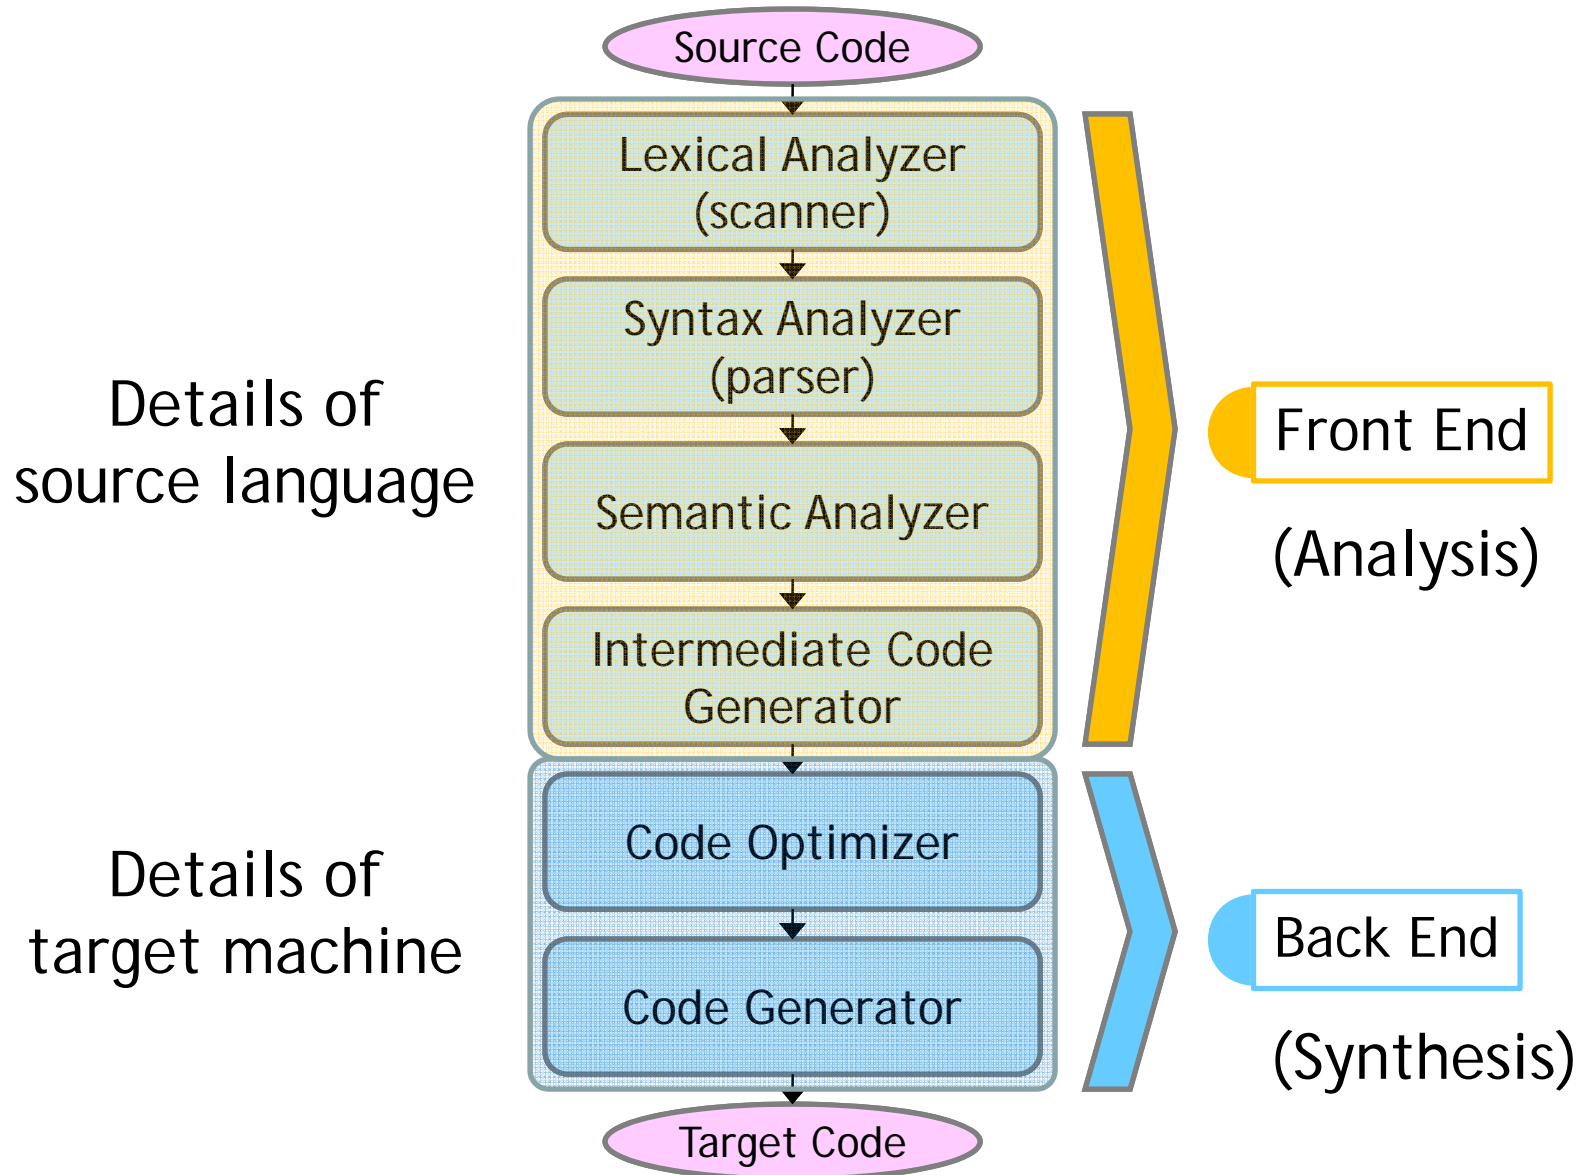 Source Code
Lexical Analyzer
(scanner)
Syntax Analyzer
(parser)
Semantic Analyzer
Intermediate Code
Generator
Details of
source language
Front End
(Analysis)
Code Optimizer
Code Generator
Details of
target machine
Back End
(Synthesis)
Target Code